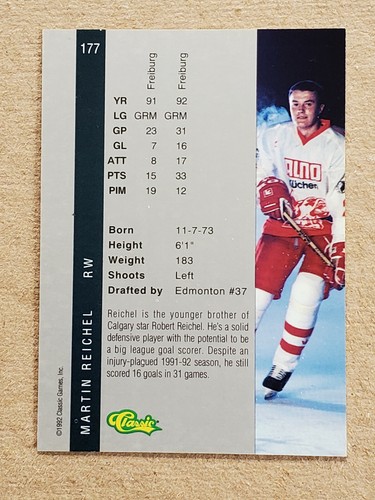 177
Freiburg Freiburg
YR 91 92
LG GRM GRM
GP 23 31
GL 7 16
ATT 8 17
PTS 15 33
PIM 19 12
Born 11-7-73
Height 6'1"
Weight 183
Shoots Left
Drafted by Edmonton #37
Reichel is the younger brother of
Calgary star Robert Reichel. He's a solid
defensive player with the potential to be
a big league goal scorer. Despite an
injury-plagued 1991-92 season, he still
scored 16 goals in 31 games.
MARTIN REICHEL RW
©1992 Classic Games, Inc.
Classic
ALNO
küchen